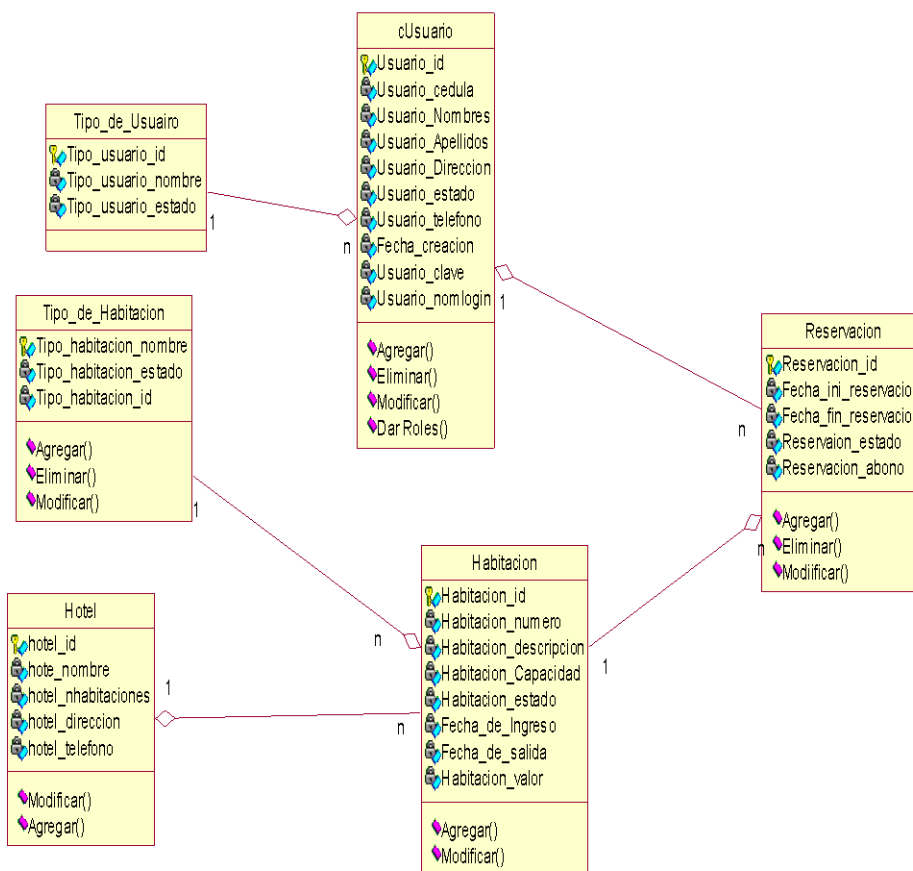 cUsuario
Usuario_id
Usuario_cedula
Usuario_Nombres
Usuario_Apellidos
Usuario_Direccion
Usuario_estado
Usuario_telefono
Fecha_creacion
Usuario_clave
Usuario_nomlogin
Agregar()
Eliminar()
Modificar()
Dar Roles()
Tipo_de_Usuairo
Tipo_usuario_id
Tipo_usuario_nombre
Tipo_usuario_estado
1
n
1
n
Tipo_de_Habitacion
Tipo_habitacion_nombre
Tipo_habitacion_estado
Tipo_habitacion_id
Agregar()
Eliminar()
Modificar()
1
n
Reservacion
Reservacion_id
Fecha_ini_reservacio
Fecha_fin_reservacio
Reservaion_estado
Reservacion_abono
Agregar()
Eliminar()
Modiificar()
n
1
Hotel
hotel_id
hote_nombre
hotel_nhabitaciones
hotel_direccion
hotel_telefono
Modificar()
Agregar()
1
n
Habitacion
Habitacion_id
Habitacion_numero
Habitacion_descripcion
Habitacion_Capacidad
Habitacion_estado
Fecha_de_Ingreso
Fecha_de_salida
Habitacion_valor
Agregar()
Modificar()